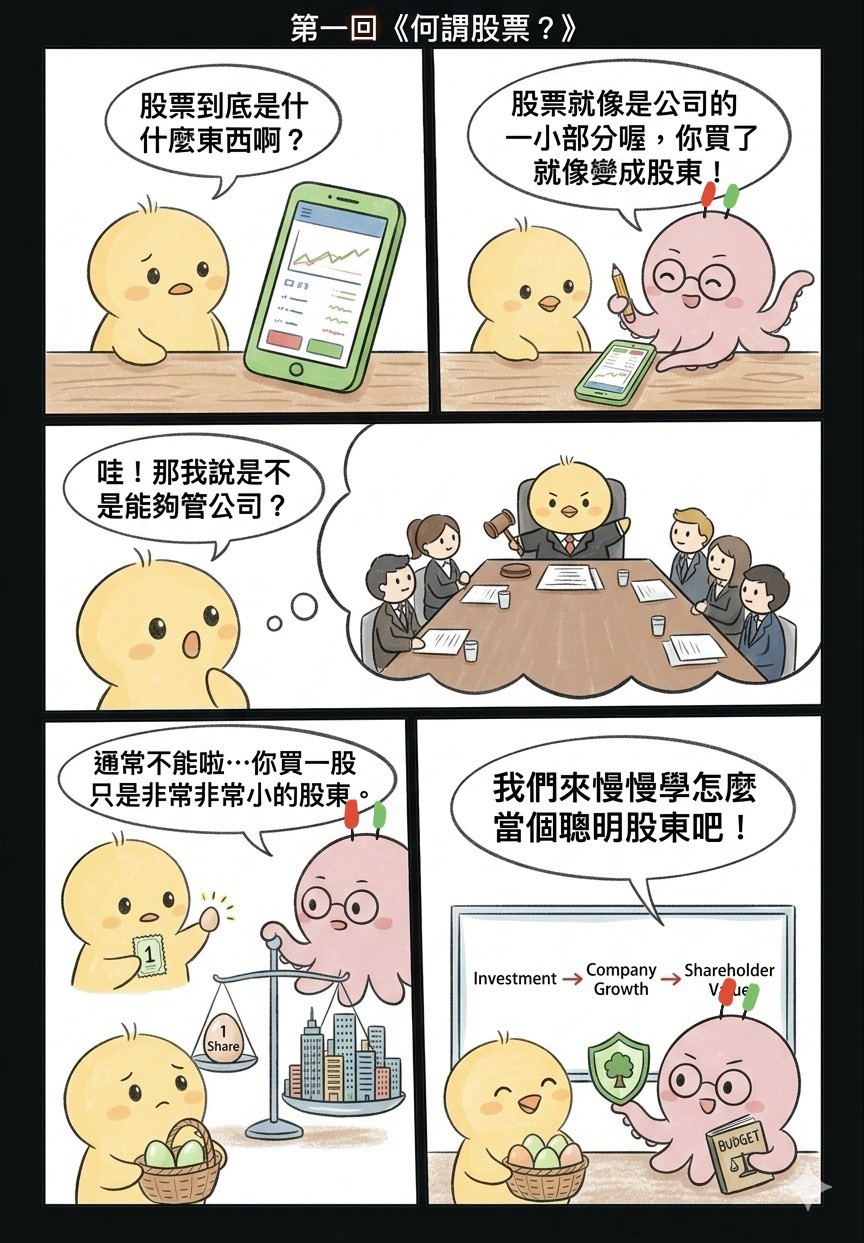 第一回《何謂股票？》
股票到底是什
什麼東西啊？
股票就像是公司的
一小部分喔，你買了
就像變成股東！
哇！那我說是不
是能夠管公司？
通常不能啦…你買一股
只是非常非常小的股東。
1
1
Share
我們來慢慢學怎麼
當個聰明股東吧！
Investment → Company Growth → Shareholder
BUDGET